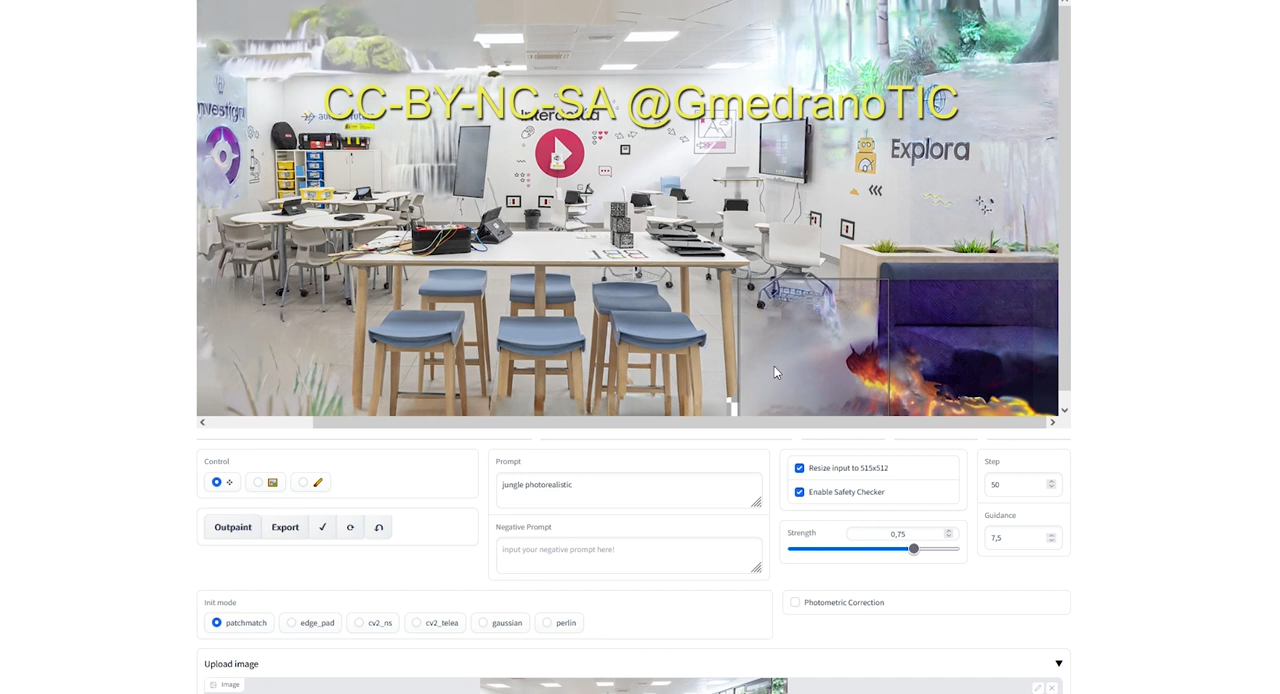 CC-BY-NC-SA @GmedranoTIC
Explora
Control
Outpaint
Export
Prompt
jungle photorealistic
Negative Prompt
input your negative prompt here!
Resize input to 515x512
Enable Safety Checker
Strength
0,75
Step
50
Guidance
7,5
Init mode
patchmatch
edge_pad
cv2_ns
cv2_telea
gaussian
perlin
Photometric Correction
Upload image
Image